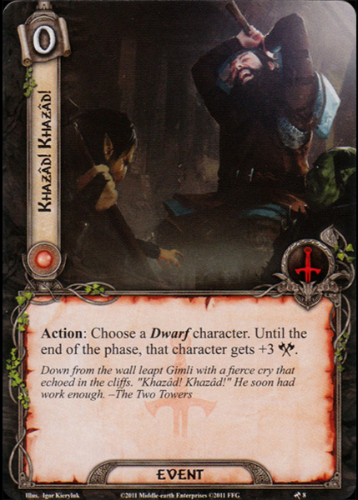 0
Khazâd! Khazâd!
Action: Choose a Dwarf character. Until the
end of the phase, that character gets +3 .
Down from the wall leapt Gimli with a fierce cry that
echoed in the cliffs. "Khazâd! Khazâd!" He soon had
work enough. –The Two Towers
EVENT
Illus. Igor Kieryluk ©2011 Middle-earth Enterprises ©2011 FFG 8